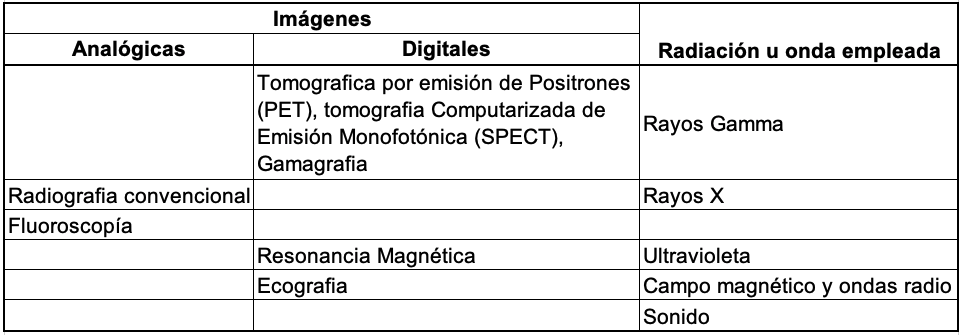 Imágenes
Analógicas Digitales Radiación u onda empleada
Tomografica por emisión de Positrones
(PET), tomografia Computarizada de
Emisión Monofotónica (SPECT),
Gamagrafia
Rayos Gamma
Radiografia convencional Rayos X
Fluoroscopía
Resonancia Magnética Ultravioleta
Ecografia Campo magnético y ondas radio
Sonido